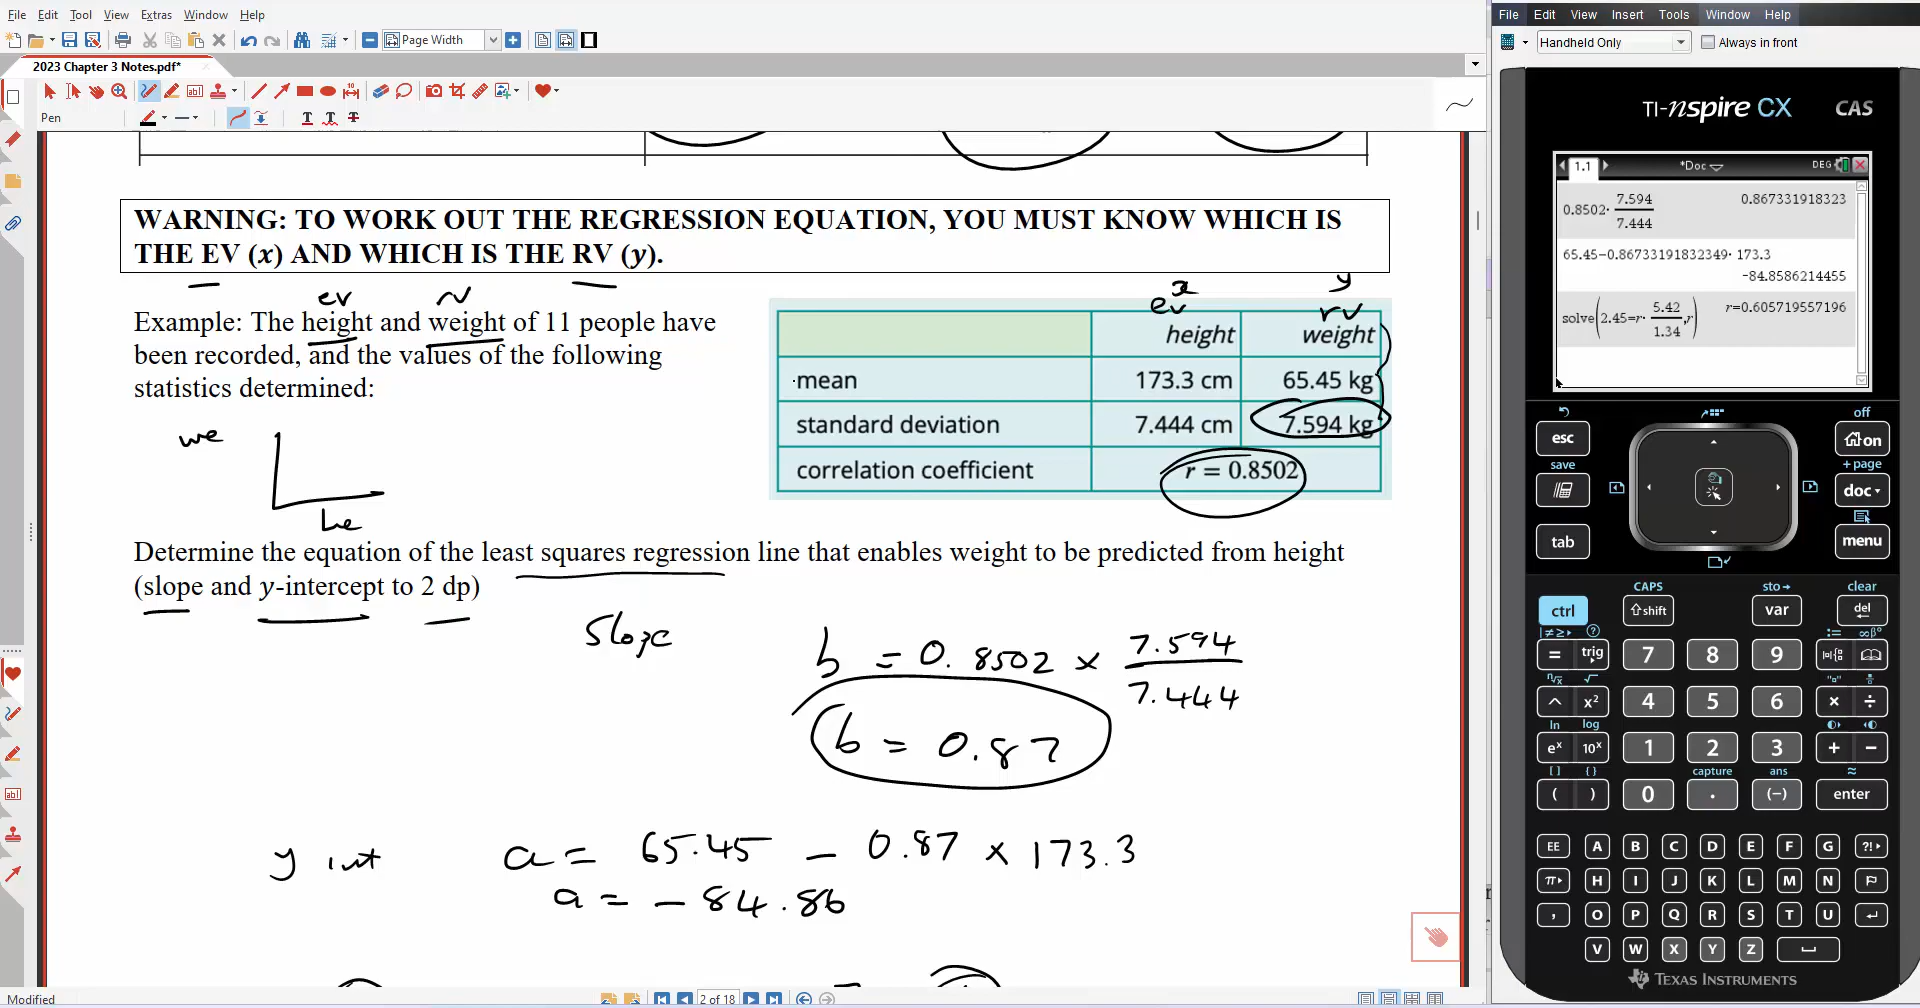 File Edit Tool View Extras Window Help
Page Width
2023 Chapter 3 Notes.pdf*
Pen
WARNING: TO WORK OUT THE REGRESSION EQUATION, YOU MUST KNOW WHICH IS
THE EV (x) AND WHICH IS THE RV (y).
ev rv
Example: The height and weight of 11 people have
been recorded, and the values of the following
statistics determined:
x y
ev rv
height weight
mean 173.3 cm 65.45 kg
standard deviation 7.444 cm 7.594 kg
correlation coefficient r = 0.8502
we
he
Determine the equation of the least squares regression line that enables weight to be predicted from height
(slope and y-intercept to 2 dp)
Slope b = 0.8502 × 7.594
7.444
b = 0.87
y int a = 65.45 − 0.87 × 173.3
a = − 84.86
Modified 2 of 18
File Edit View Insert Tools Window Help
Handheld Only Always in front
TI-nspire CX CAS
1.1 *Doc DEG
0.8502· 7.594 0.867331918323
7.444
65.45−0.86733191832349· 173.3
-84.8586214455
solve(2.45=r· 5.42 ,r) r=0.605719557196
1.34
off
esc on
save +page
doc
tab menu
CAPS sto→ clear
ctrl shift var del
= trig 7 8 9
^ x² 4 5 6 × ÷
ln log
eˣ 10ˣ 1 2 3 + −
[ ] { } capture ans ≈
( ) 0 . (−) enter
EE A B C D E F G ?!
π H I J K L M N
, O P Q R S T U
V W X Y Z
TEXAS INSTRUMENTS